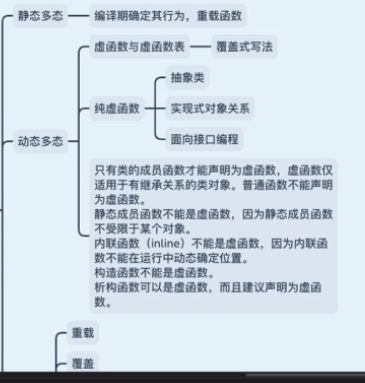 静态多态
编译期确定其行为，重载函数
虚函数与虚函数表
覆盖式写法
抽象类
纯虚函数
实现式对象关系
面向接口编程
动态多态
只有类的成员函数才能声明为虚函数，虚函数仅
适用于有继承关系的类对象。普通函数不能声明
为虚函数。
静态成员函数不能是虚函数，因为静态成员函数
不受限于某个对象。
内联函数（inline）不能是虚函数，因为内联函
数不能在运行中动态确定位置。
构造函数不能是虚函数。
析构函数可以是虚函数，而且建议声明为虚函
数。
重载
覆盖